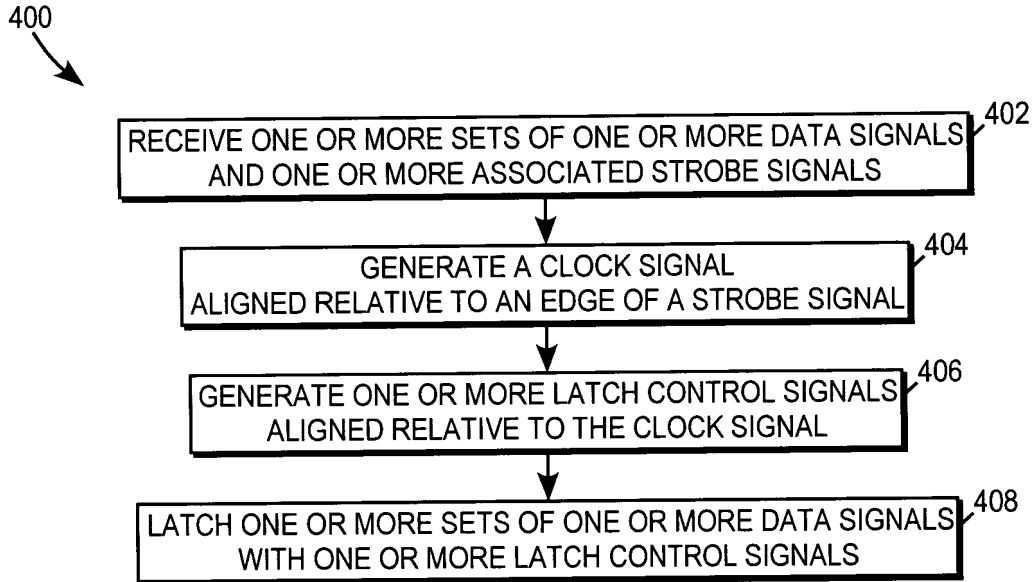 400
RECEIVE ONE OR MORE SETS OF ONE OR MORE DATA SIGNALS
AND ONE OR MORE ASSOCIATED STROBE SIGNALS
402
GENERATE A CLOCK SIGNAL
ALIGNED RELATIVE TO AN EDGE OF A STROBE SIGNAL
404
GENERATE ONE OR MORE LATCH CONTROL SIGNALS
ALIGNED RELATIVE TO THE CLOCK SIGNAL
406
LATCH ONE OR MORE SETS OF ONE OR MORE DATA SIGNALS
WITH ONE OR MORE LATCH CONTROL SIGNALS
408